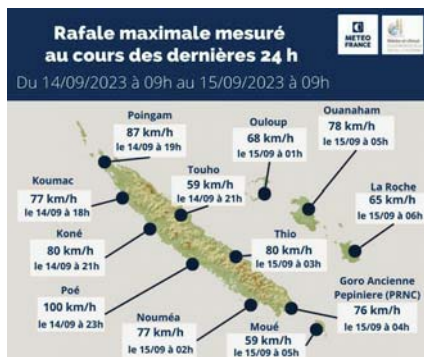 Rafale maximale mesuré
au cours des dernières 24 h
Du 14/09/2023 à 09h au 15/09/2023 à 09h
METEO
FRANCE
Poingam
87 km/h
le 14/09 à 19h
Ouloup
68 km/h
le 15/09 à 01h
Ouanaham
78 km/h
le 15/09 à 05h
Koumac
77 km/h
le 14/09 à 18h
Touho
59 km/h
le 14/09 à 21h
La Roche
65 km/h
le 15/09 à 06h
Koné
80 km/h
le 14/09 à 21h
Thio
80 km/h
le 15/09 à 03h
Poé
100 km/h
le 14/09 à 23h
Goro Ancienne
Pepiniere (PRNC)
76 km/h
le 15/09 à 04h
Nouméa
77 km/h
le 15/09 à 02h
Moué
59 km/h
le 15/09 à 05h